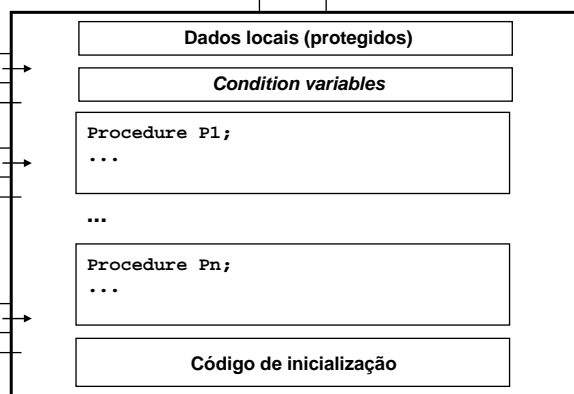 Dados locais (protegidos)
Condition variables
Procedure P1;
...
...
Procedure Pn;
...
Código de inicialização